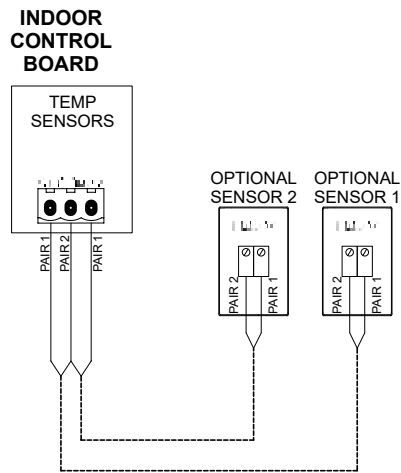 INDOOR
CONTROL
BOARD
TEMP
SENSORS
PAIR 1
PAIR 2
PAIR 1
OPTIONAL
SENSOR 2
PAIR 2
PAIR 1
OPTIONAL
SENSOR 1
PAIR 2
PAIR 1